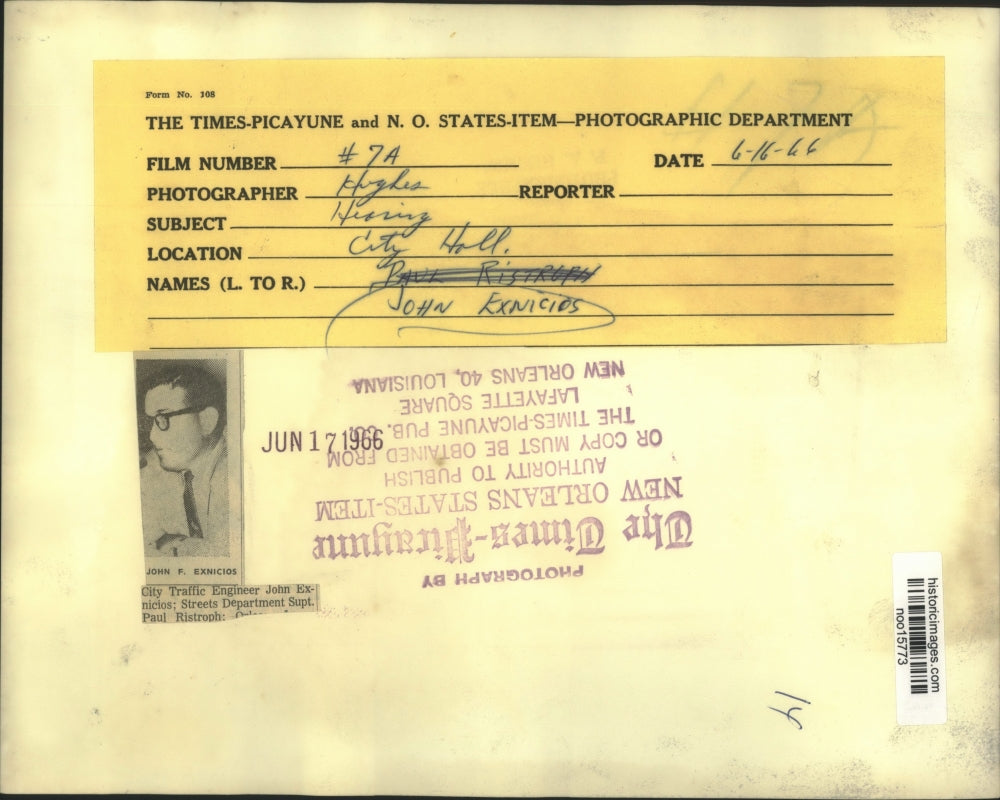 Form No. 108
THE TIMES-PICAYUNE and N. O. STATES-ITEM—PHOTOGRAPHIC DEPARTMENT
FILM NUMBER # 7A DATE 6-16-66
PHOTOGRAPHER Hughes REPORTER
SUBJECT Hearing
LOCATION City Hall.
NAMES (L. TO R.) PAUL RISTROPH
JOHN EXNICIOS
JUN 17 1966
PHOTOGRAPH BY
The Times-Picayune
NEW ORLEANS STATES-ITEM
AUTHORITY TO PUBLISH
OR COPY MUST BE OBTAINED FROM
THE TIMES-PICAYUNE PUB. CO.
LAFAYETTE SQUARE
NEW ORLEANS 40, LOUISIANA
JOHN F. EXNICIOS
City Traffic Engineer John Ex-
nicios; Streets Department Supt.
Paul Ristroph;
historicimages.com
noo15773